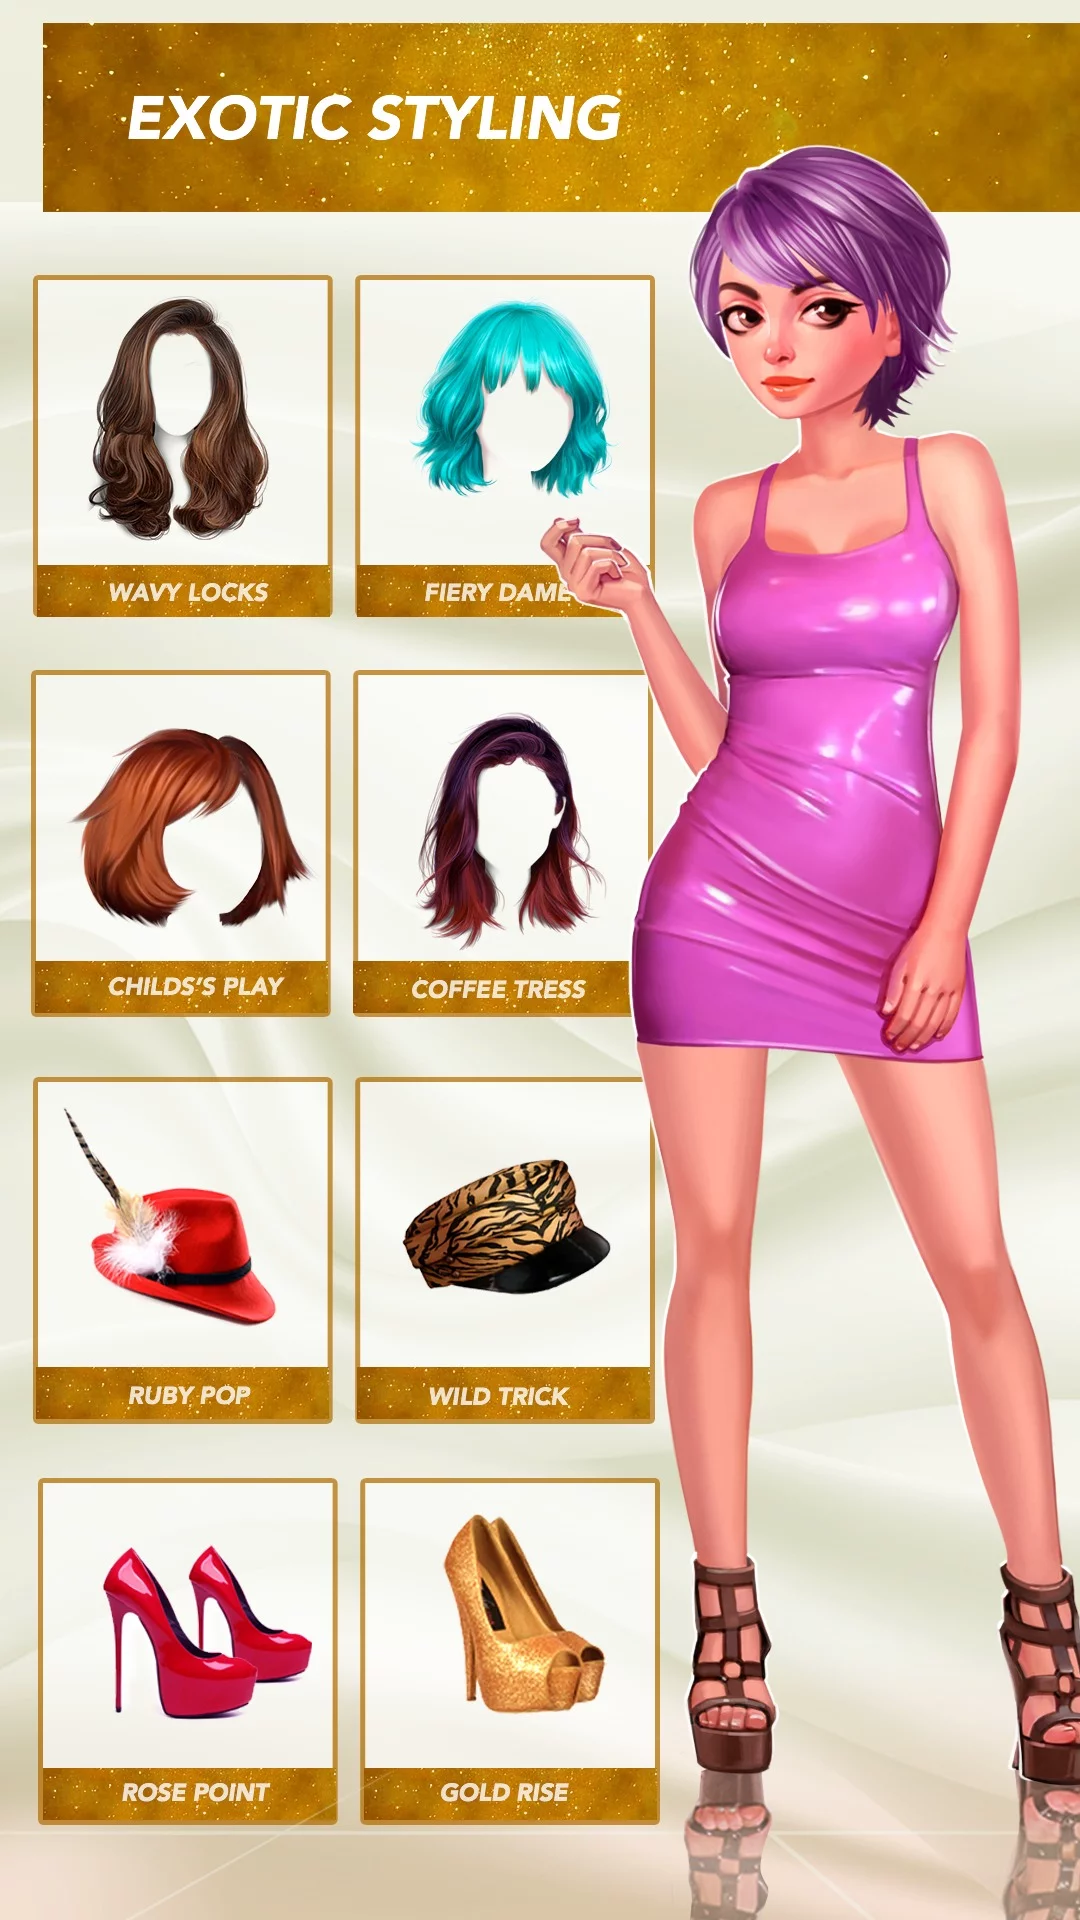 EXOTIC STYLING
WAVY LOCKS
FIERY DAME
CHILDS'S PLAY
COFFEE TRESS
RUBY POP
WILD TRICK
ROSE POINT
GOLD RISE